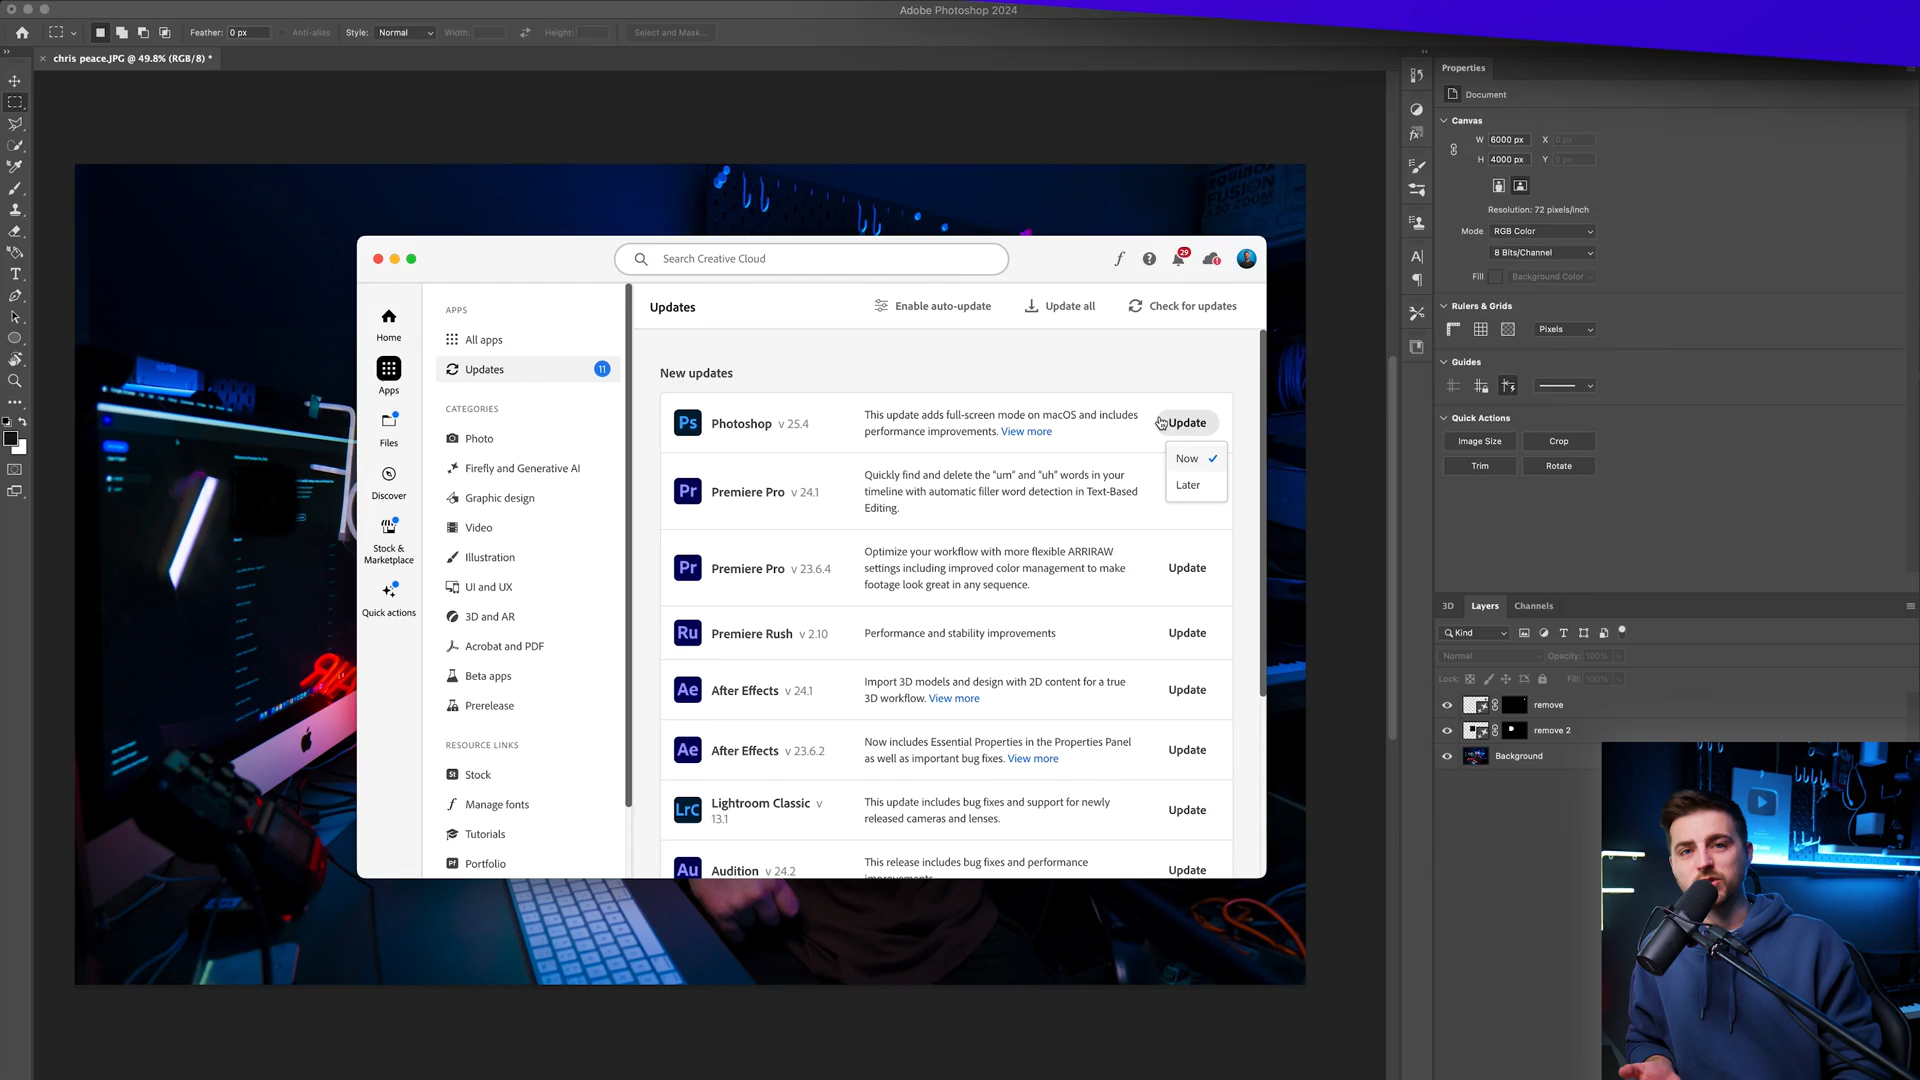 Adobe Photoshop 2024
Feather: 0 px Anti-alias Style: Normal Width: Height: Select and Mask...
chris peace.JPG @ 49.8% (RGB/8) *
Search Creative Cloud
29
Home
Apps
Files
Discover
Stock &
Marketplace
Quick actions
APPS
All apps
Updates 11
CATEGORIES
Photo
Firefly and Generative AI
Graphic design
Video
Illustration
UI and UX
3D and AR
Acrobat and PDF
Beta apps
Prerelease
RESOURCE LINKS
St Stock
Manage fonts
Tutorials
Pf Portfolio
Updates Enable auto-update Update all Check for updates
New updates
Ps Photoshop v 25.4
This update adds full-screen mode on macOS and includes
performance improvements. View more
Update
Now
Later
Pr Premiere Pro v 24.1
Quickly find and delete the "um" and "uh" words in your
timeline with automatic filler word detection in Text-Based
Editing.
Pr Premiere Pro v 23.6.4
Optimize your workflow with more flexible ARRIRAW
settings including improved color management to make
footage look great in any sequence.
Update
Ru Premiere Rush v 2.10
Performance and stability improvements
Update
Ae After Effects v 24.1
Import 3D models and design with 2D content for a true
3D workflow. View more
Update
Ae After Effects v 23.6.2
Now includes Essential Properties in the Properties Panel
as well as important bug fixes. View more
Update
LrC Lightroom Classic v
13.1
This update includes bug fixes and support for newly
released cameras and lenses.
Update
Au Audition v 24.2
This release includes bug fixes and performance
improvements
Update
EQUINOX
FUSION
A20 ZOOM
Properties
Document
Canvas
W 6000 px X 0 px
H 4000 px Y 0 px
Resolution: 72 pixels/inch
Mode RGB Color
8 Bits/Channel
Fill Background Color
Rulers & Grids
Pixels
Guides
Quick Actions
Image Size Crop
Trim Rotate
3D Layers Channels
Kind
Normal Opacity: 100%
Lock: Fill: 100%
remove
remove 2
Background